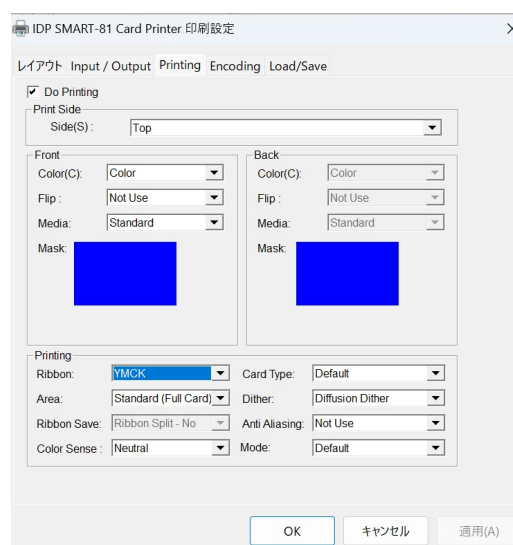 IDP SMART-81 Card Printer 印刷設定
レイアウト Input / Output Printing Encoding Load/Save
Do Printing
Print Side
Side(S) : Top
Front
Color(C): Color
Flip : Not Use
Media: Standard
Mask:
Back
Color(C): Color
Flip : Not Use
Media: Standard
Mask:
Printing
Ribbon: YMCK Card Type: Default
Area: Standard (Full Card) Dither: Diffusion Dither
Ribbon Save: Ribbon Split - No Anti Aliasing: Not Use
Color Sense : Neutral Mode: Default
OK キャンセル 適用(A)